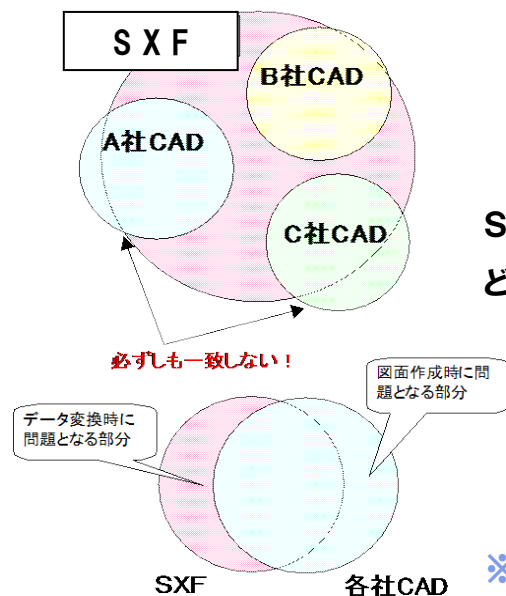 SXF
B社CAD
A社CAD
C社CAD
S
ど
必ずしも一致しない！
図面作成時に問
題となる部分
データ変換時に
問題となる部分
SXF
各社CAD
※